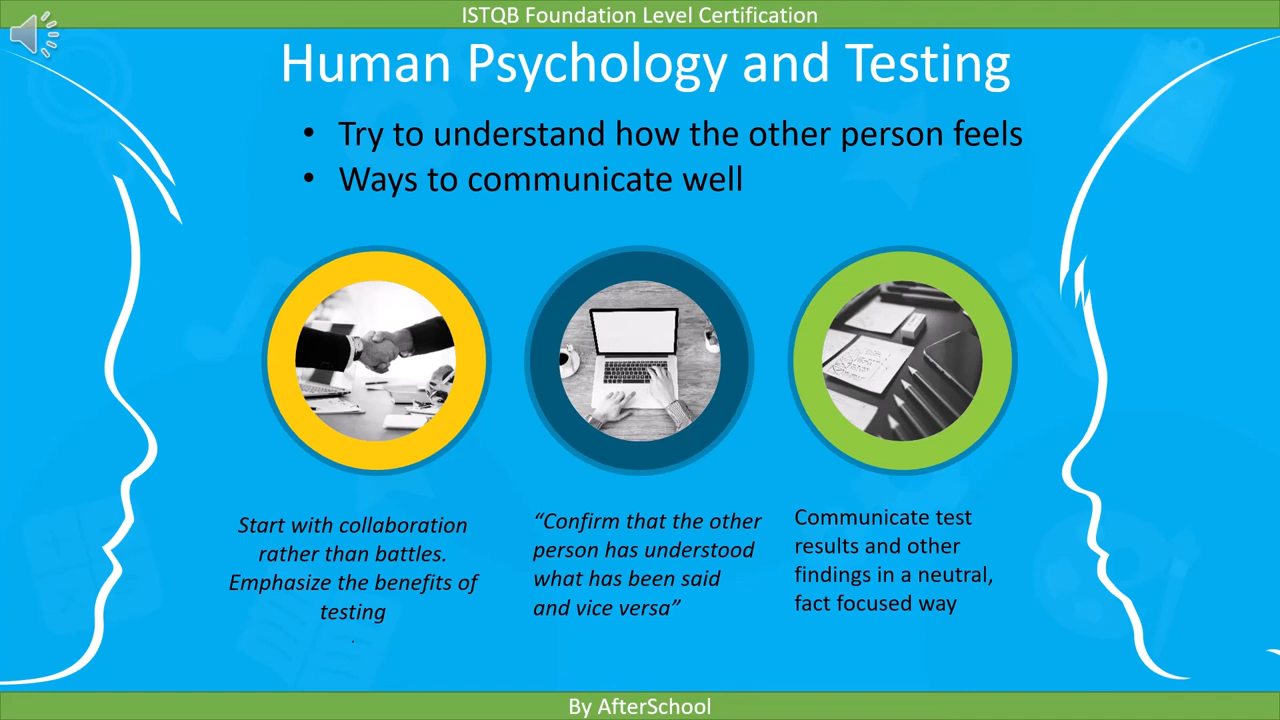 ISTQB Foundation Level Certification
Human Psychology and Testing
• Try to understand how the other person feels
• Ways to communicate well
Start with collaboration
rather than battles.
Emphasize the benefits of
testing
.
“Confirm that the other
person has understood
what has been said
and vice versa”
Communicate test
results and other
findings in a neutral,
fact focused way
By AfterSchool